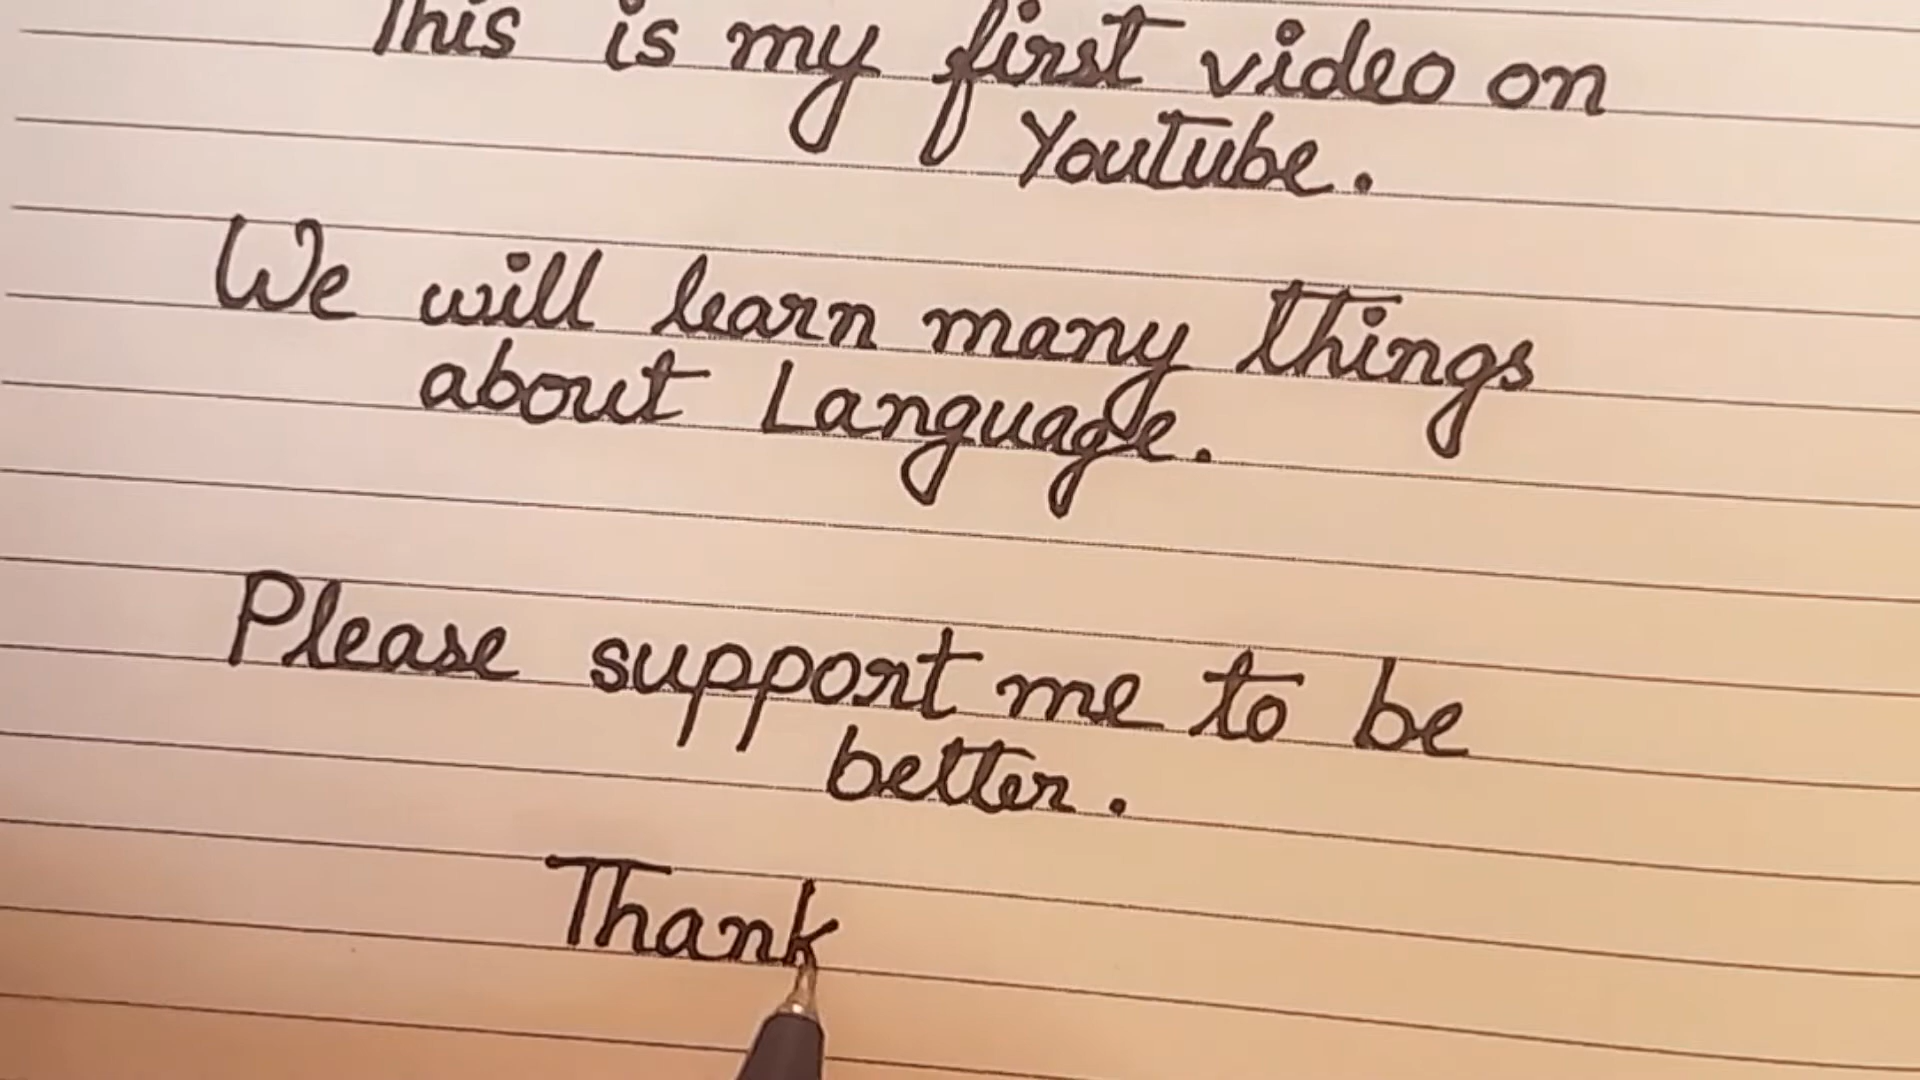 This is my first video on
Youtube.
We will learn many things
about Language.
Please support me to be
better.
Thank